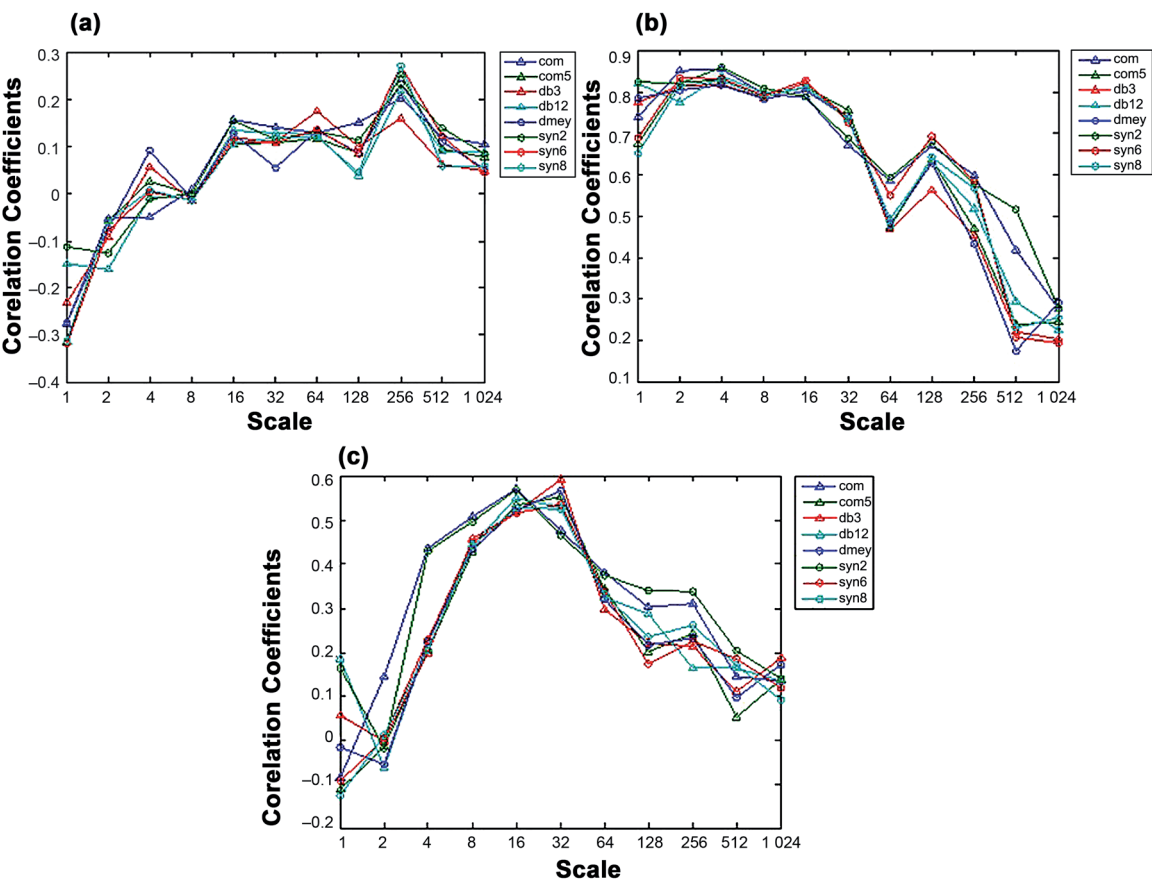 (a)
Corelation Coefficients
0.3
0.2
0.1
0
–0.1
–0.2
–0.3
–0.4
1 2 4 8 16 32 64 128 256 512 1 024
Scale
com
com5
db3
db12
dmey
syn2
syn6
syn8
(b)
Corelation Coefficients
0.9
0.8
0.7
0.6
0.5
0.4
0.3
0.2
0.1
1 2 4 8 16 32 64 128 256 512 1 024
Scale
com
com5
db3
db12
dmey
syn2
syn6
syn8
(c)
Corelation Coefficients
0.6
0.5
0.4
0.3
0.2
0.1
0
–0.1
–0.2
1 2 4 8 16 32 64 128 256 512 1 024
Scale
com
com5
db3
db12
dmey
syn2
syn6
syn8